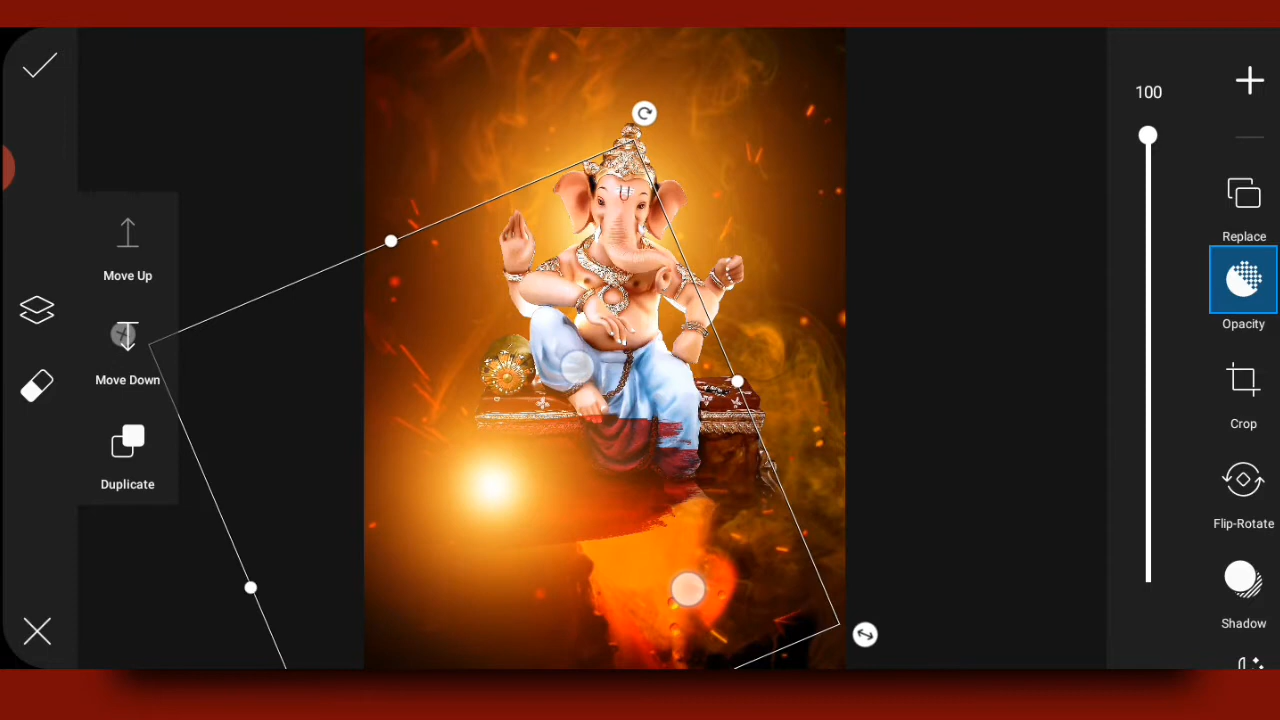 100
Replace
Move Up
Opacity
Move Down
Crop
Duplicate
Flip-Rotate
Shadow